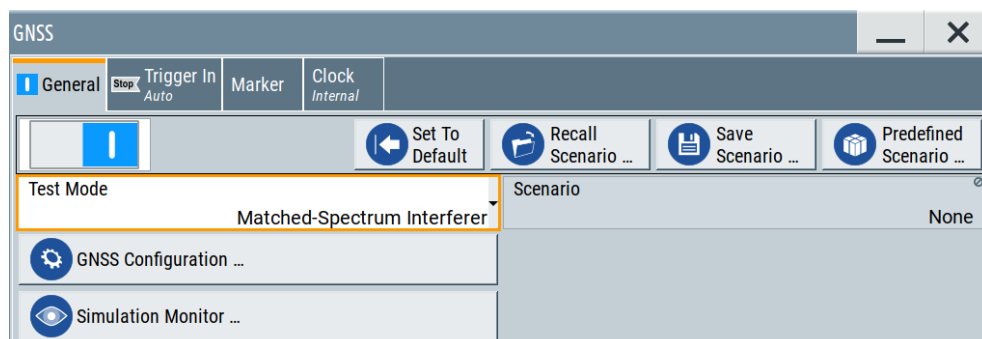 GNSS
General
Stop Trigger In
Auto
Marker
Clock
Internal
Set To
Default
Recall
Scenario ...
Save
Scenario ...
Predefined
Scenario ...
Test Mode
Matched-Spectrum Interferer
Scenario
None
GNSS Configuration ...
Simulation Monitor ...